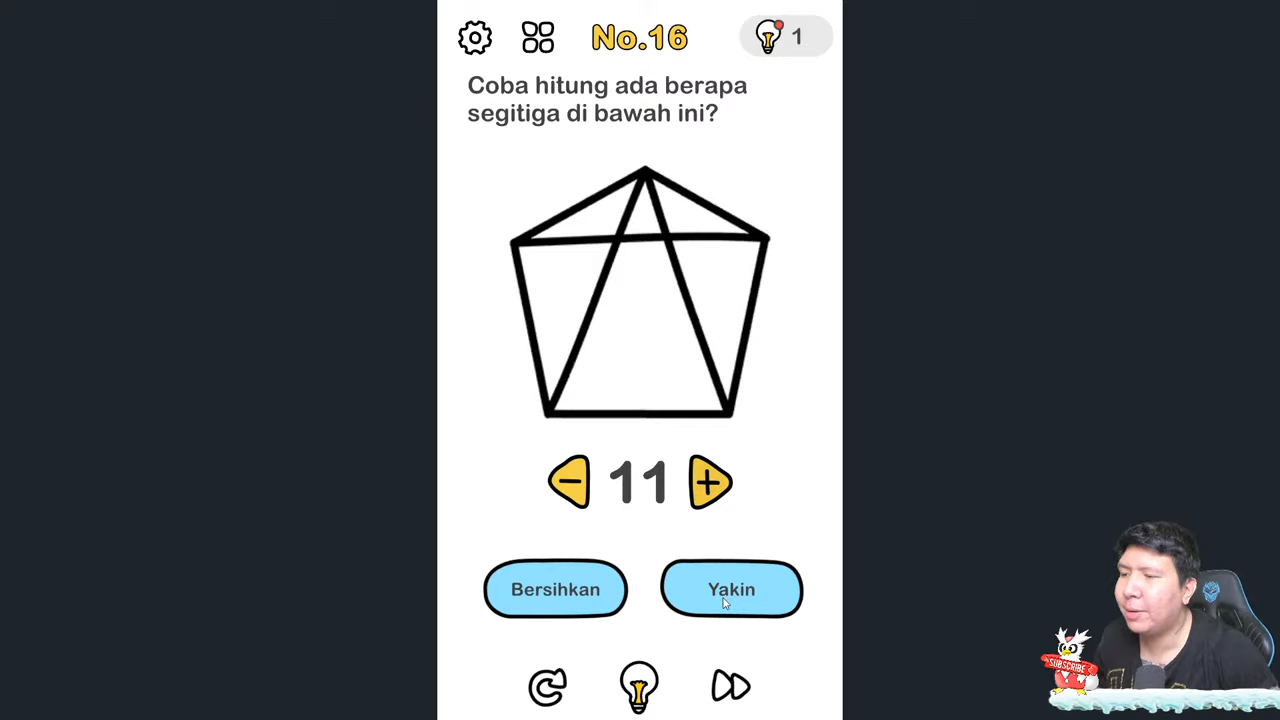 No.16
1
Coba hitung ada berapa
segitiga di bawah ini?
11
Bersihkan
Yakin
SUBSCRIBE